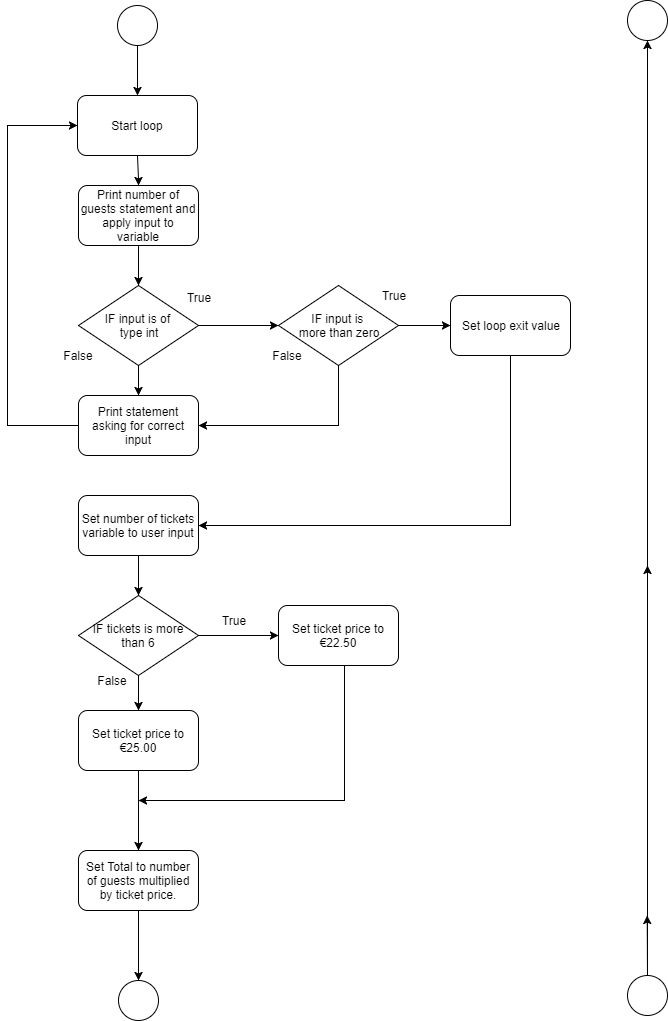 Start loop
Print number of
guests statement and
apply input to
variable
True
True
IF input is of
type int
IF input is
more than zero
Set loop exit value
False
False
Print statement
asking for correct
input
Set number of tickets
variable to user input
True
IF tickets is more
than 6
Set ticket price to
€22.50
False
Set ticket price to
€25.00
Set Total to number
of guests multiplied
by ticket price.